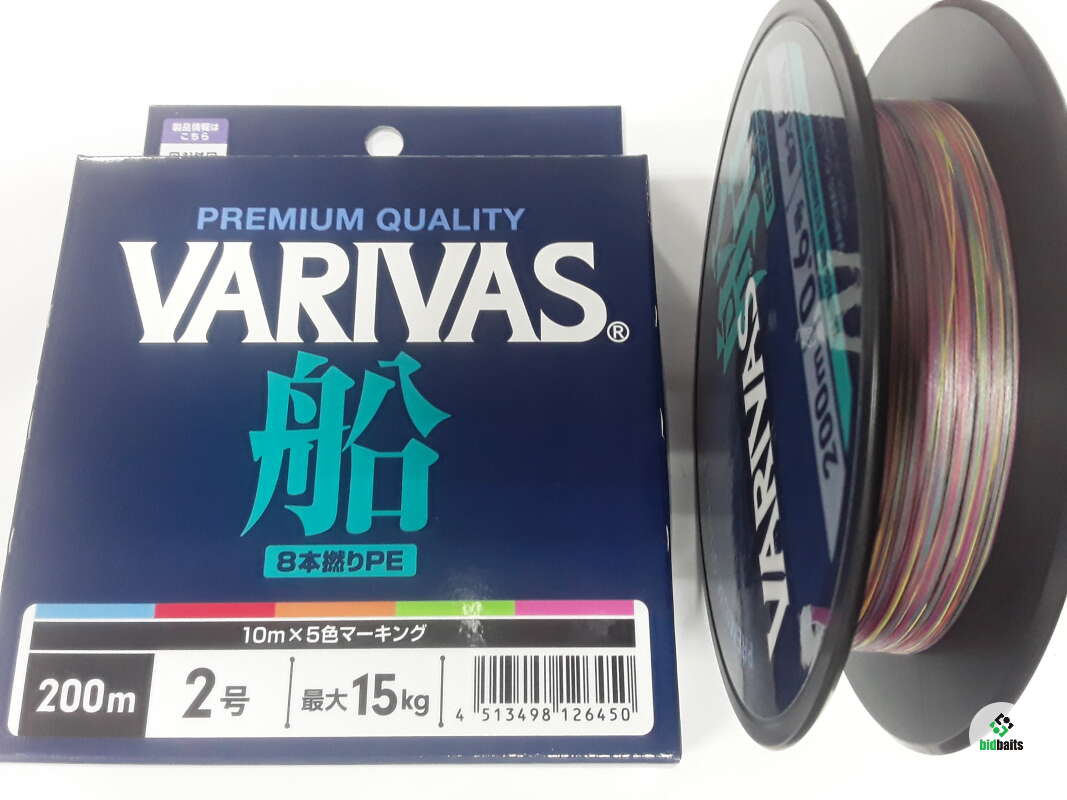 製品情報は
こちら
PREMIUM QUALITY
VARIVAS®
船
8本撚りPE
10m×5色マーキング
200m
2号
最大15kg
4 513498 126450
VARIVAS
200m
bidbaits